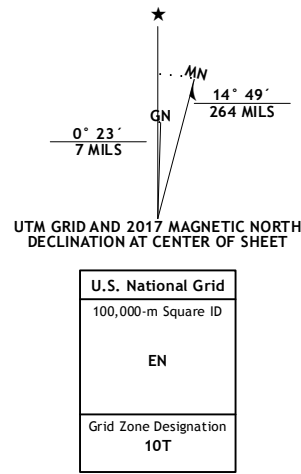 ★
MN
GN
14° 49´
264 MILS
0° 23´
7 MILS
UTM GRID AND 2017 MAGNETIC NORTH
DECLINATION AT CENTER OF SHEET
U.S. National Grid
100,000-m Square ID
EN
Grid Zone Designation
10T